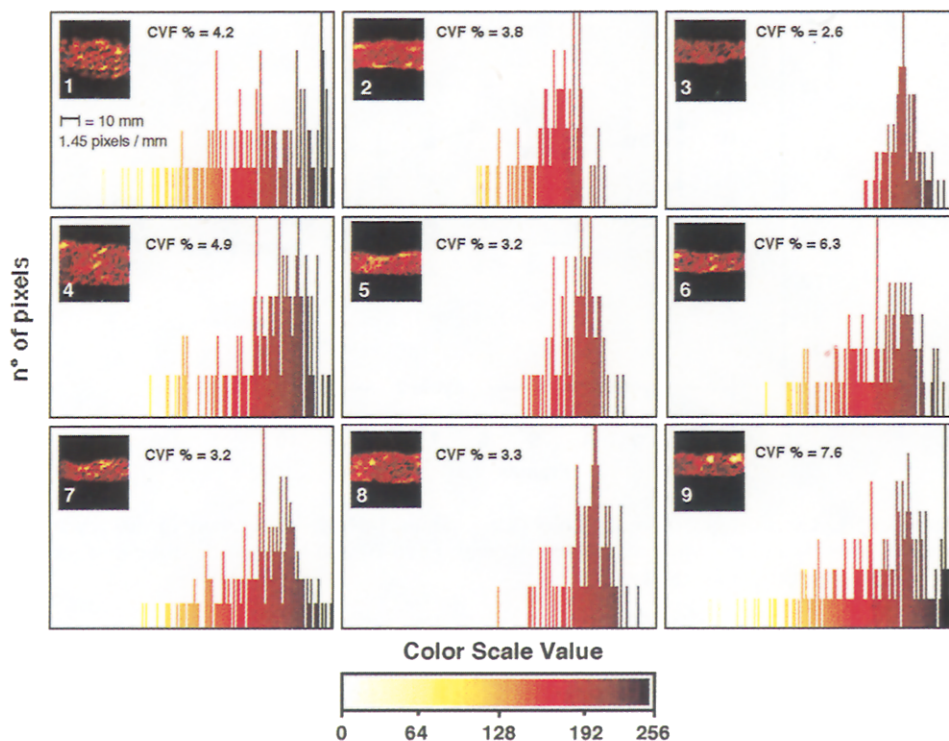 CVF % = 4.2
1
= 10 mm
1.45 pixels / mm
CVF % = 3.8
2
CVF % = 2.6
3
CVF % = 4.9
4
CVF % = 3.2
5
CVF % = 6.3
6
CVF % = 3.2
7
CVF % = 3.3
8
CVF % = 7.6
9
n° of pixels
Color Scale Value
0 64 128 192 256